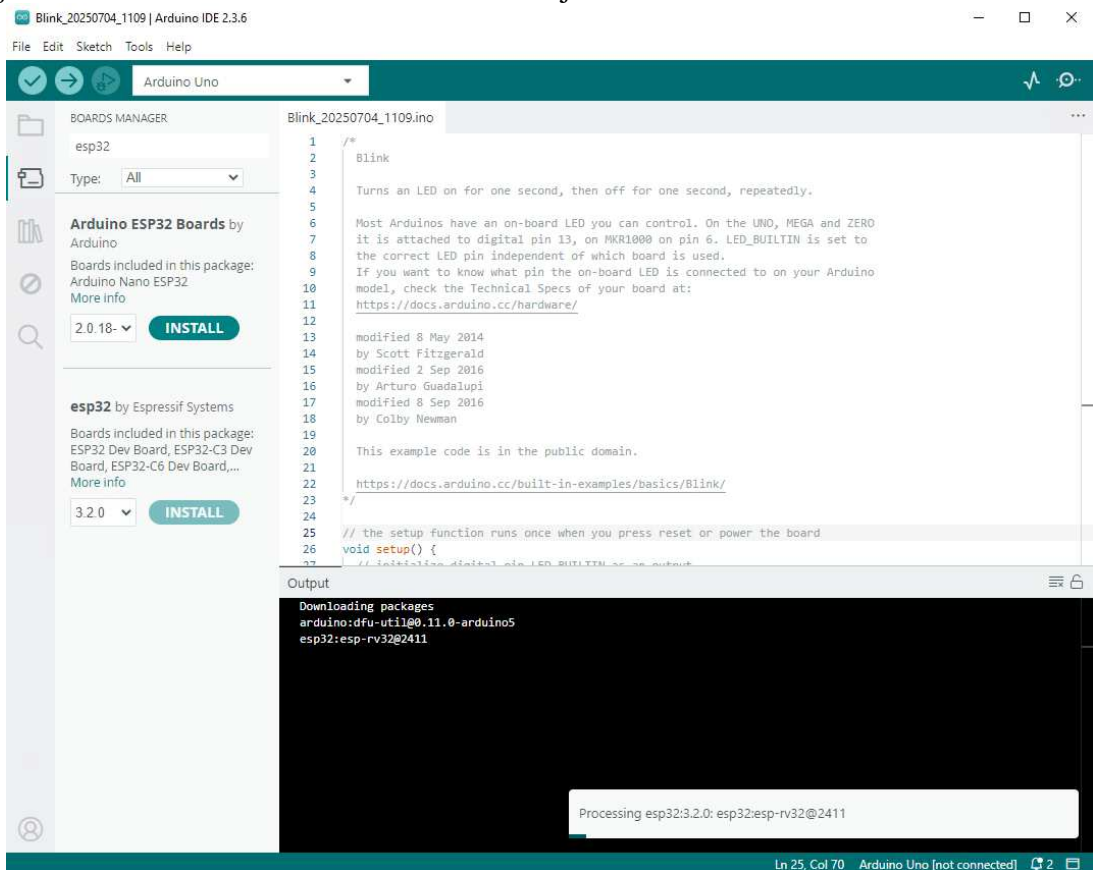 Blink_20250704_1109 | Arduino IDE 2.3.6
File Edit Sketch Tools Help
Arduino Uno
BOARDS MANAGER
esp32
Type: All
Arduino ESP32 Boards by
Arduino
Boards included in this package:
Arduino Nano ESP32
More info
2.0.18- INSTALL
esp32 by Espressif Systems
Boards included in this package:
ESP32 Dev Board, ESP32-C3 Dev
Board, ESP32-C6 Dev Board,...
More info
3.2.0 INSTALL
Blink_20250704_1109.ino
1 /*
2 Blink
3
4 Turns an LED on for one second, then off for one second, repeatedly.
5
6 Most Arduinos have an on-board LED you can control. On the UNO, MEGA and ZERO
7 it is attached to digital pin 13, on MKR1000 on pin 6. LED_BUILTIN is set to
8 the correct LED pin independent of which board is used.
9 If you want to know what pin the on-board LED is connected to on your Arduino
10 model, check the Technical Specs of your board at:
11 https://docs.arduino.cc/hardware/
12
13 modified 8 May 2014
14 by Scott Fitzgerald
15 modified 2 Sep 2016
16 by Arturo Guadalupi
17 modified 8 Sep 2016
18 by Colby Newman
19
20 This example code is in the public domain.
21
22 https://docs.arduino.cc/built-in-examples/basics/Blink/
23 */
24
25 // the setup function runs once when you press reset or power the board
26 void setup() {
27 // initialize digital pin LED_BUILTIN as an output
Output
Downloading packages
arduino:dfu-util@0.11.0-arduino5
esp32:esp-rv32@2411
Processing esp32:3.2.0: esp32:esp-rv32@2411
Ln 25, Col 70 Arduino Uno [not connected] 2